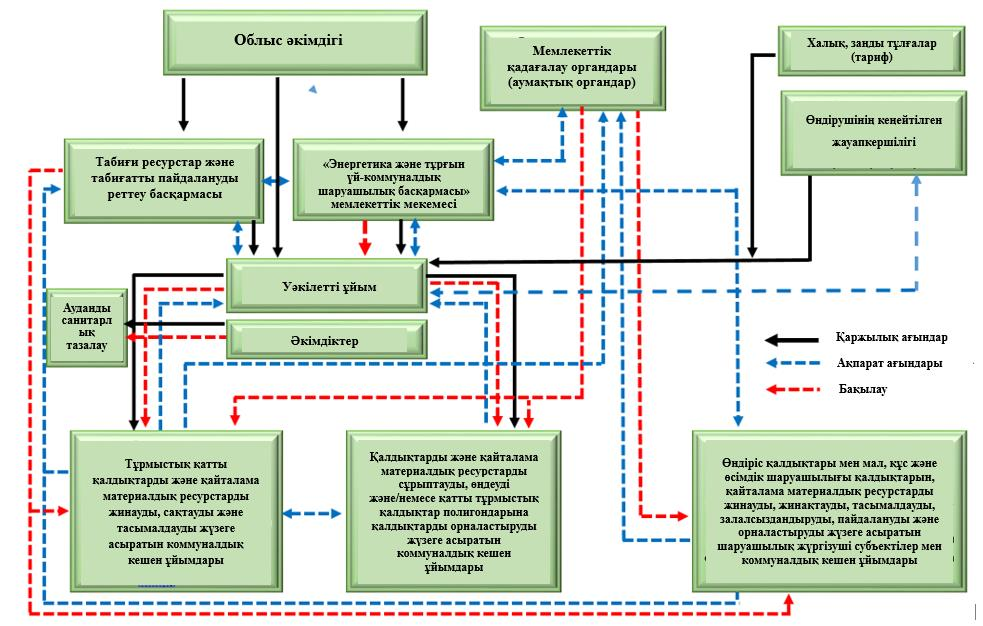 Облыс әкімдігі
Мемлекеттік
қадағалау органдары
(аумақтық органдар)
Халық, заңды тұлғалар
(тариф)
Өндірушінің кеңейтілген
жауапкершілігі
Табиғи ресурстар және
табиғатты пайдалануды
реттеу басқармасы
«Энергетика және тұрғын
үй-коммуналдық
шаруашылық басқармасы»
мемлекеттік мекемесі
Уәкілетті ұйым
Әкімдіктер
Ауданды
санитарл
ық
тазалау
Қаржылық ағындар
Ақпарат ағындары
Бақылау
Тұрмыстық қатты
қалдықтарды және қайталама
материалдық ресурстарды
жинауды, сақтауды және
тасымалдауды жүзеге
асыратын коммуналдық
кешен ұйымдары
Қалдықтарды және қайталама
материалдық ресурстарды
сұрыптауды, өңдеуді
және/немесе қатты тұрмыстық
қалдықтар полигондарына
қалдықтарды орналастыруды
жүзеге асыратын
коммуналдық кешен
ұйымдары
Өндіріс қалдықтары мен мал, құс және
өсімдік шаруашылығы қалдықтарын,
қайталама материалдық ресурстарды
жинауды, жинақтауды, тасымалдауды,
залалсыздандыруды, пайдалануды және
орналастыруды жүзеге асыратын
шаруашылық жүргізуші субъектілер мен
коммуналдық кешен ұйымдары